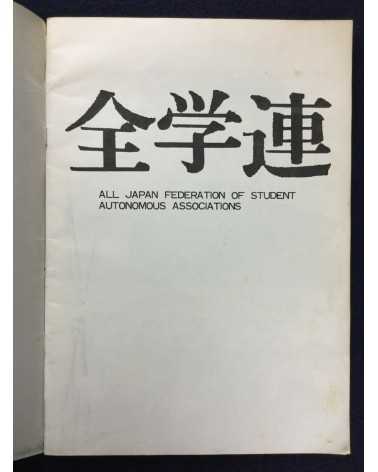 全学連
ALL JAPAN FEDERATION OF STUDENT
AUTONOMOUS ASSOCIATIONS